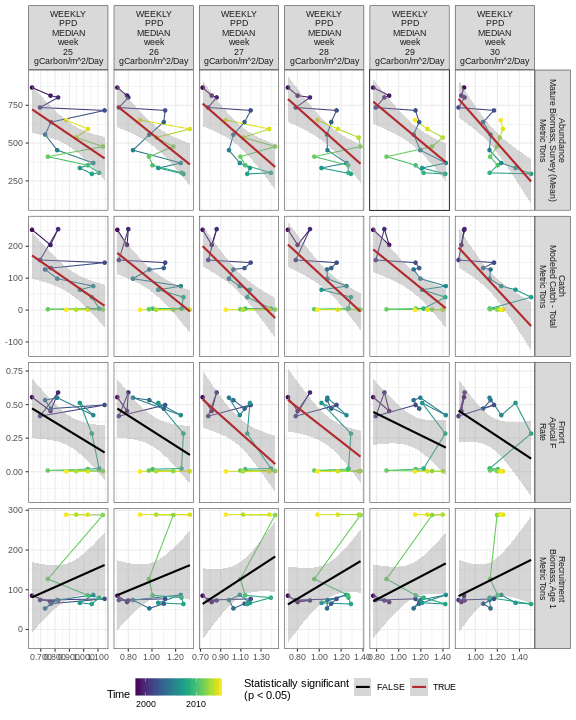 WEEKLY PPD MEDIAN week 25 gCarbon/m^2/Day
WEEKLY PPD MEDIAN week 26 gCarbon/m^2/Day
WEEKLY PPD MEDIAN week 27 gCarbon/m^2/Day
WEEKLY PPD MEDIAN week 28 gCarbon/m^2/Day
WEEKLY PPD MEDIAN week 29 gCarbon/m^2/Day
WEEKLY PPD MEDIAN week 30 gCarbon/m^2/Day
750
500
250
Abundance
Mature Biomass, Survey (Mean)
Metric Tons
200
100
0
-100
Catch
Modeled Catch - Total
Metric Tons
0.75
0.50
0.25
0.00
Fmort
Apical F
Rate
300
200
100
0
Recruitment
Biomass, Age 1
Metric Tons
0.80 1.00 1.20
0.70 0.90 1.10 1.30
0.80 1.00 1.20
0.80 1.00 1.20 1.40
1.00 1.20 1.40
Time
2000 2010
Statistically significant
(p < 0.05)
FALSE
TRUE